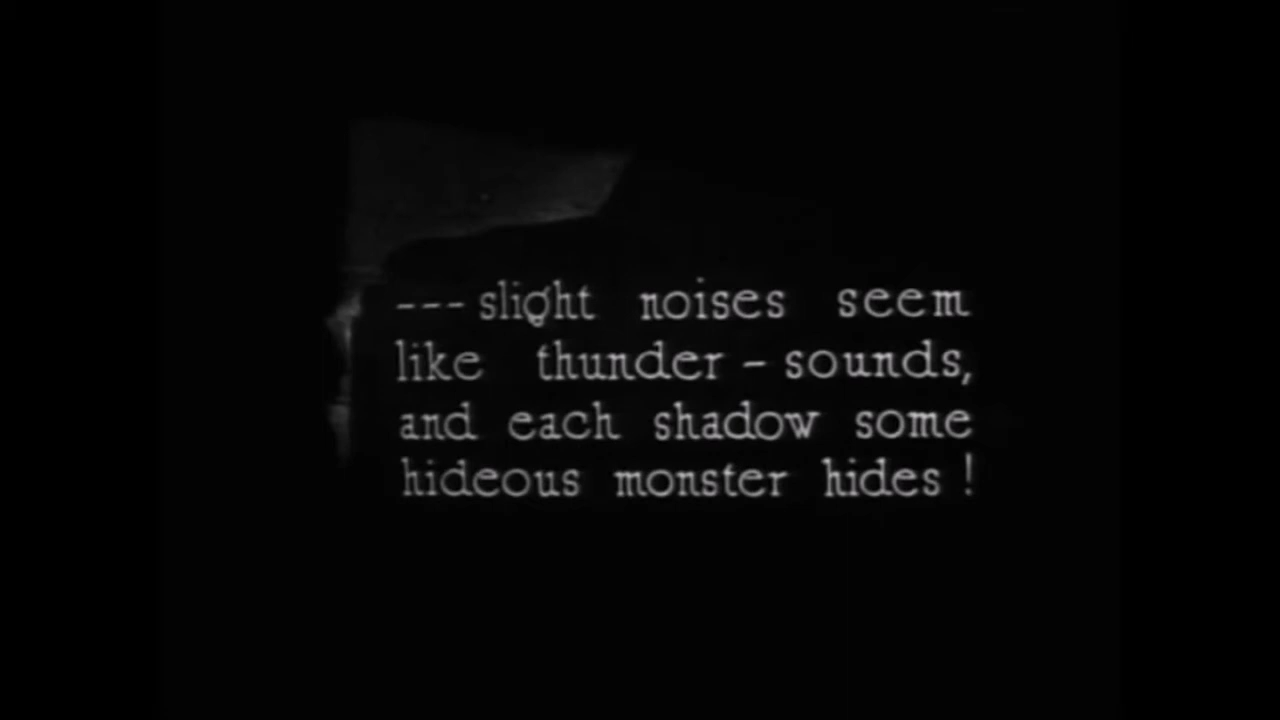 ---slight noises seem
like thunder-sounds,
and each shadow some
hideous monster hides!